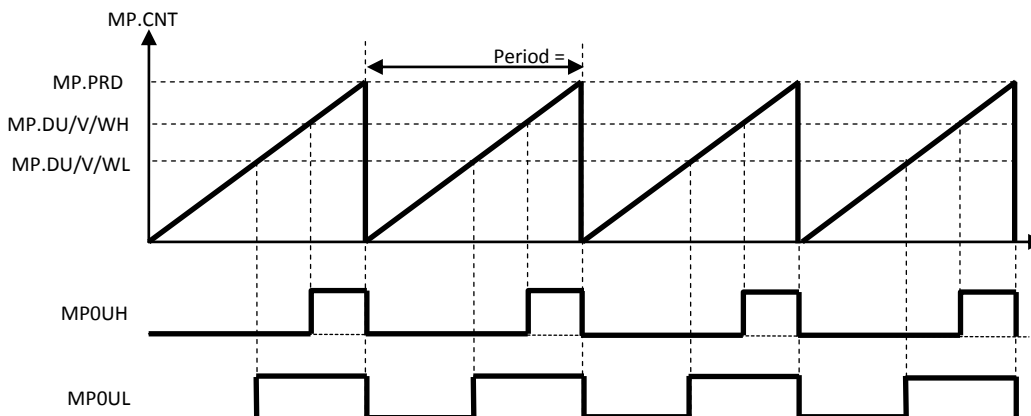 MP.CNT
Period =
MP.PRD
MP.DU/V/WH
MP.DU/V/WL
MP0UH
MP0UL